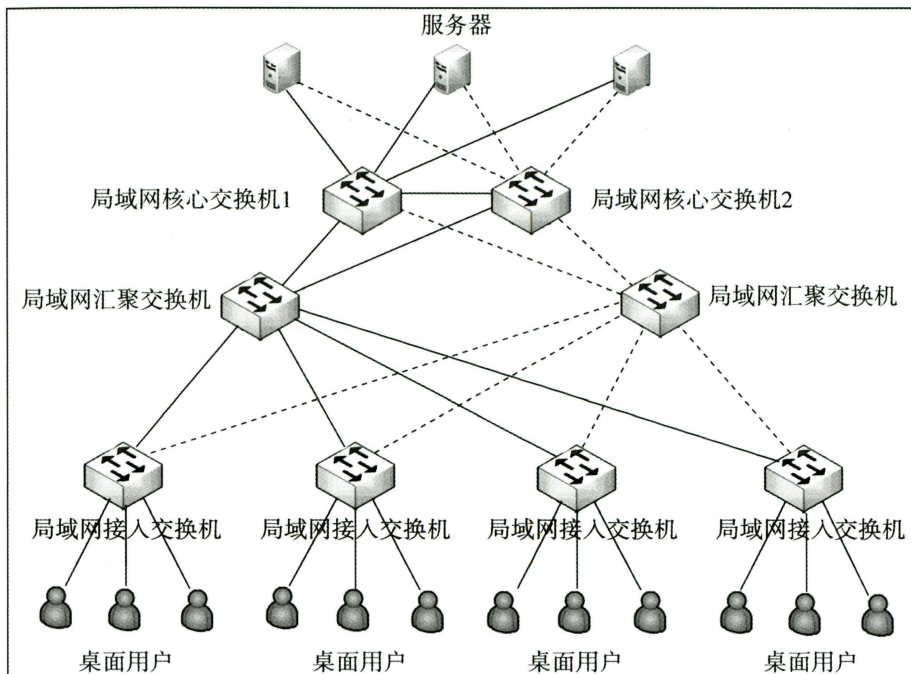 服务器
局域网核心交换机1
局域网核心交换机2
局域网汇聚交换机
局域网汇聚交换机
局域网接入交换机
局域网接入交换机
局域网接入交换机
局域网接入交换机
桌面用户
桌面用户
桌面用户
桌面用户